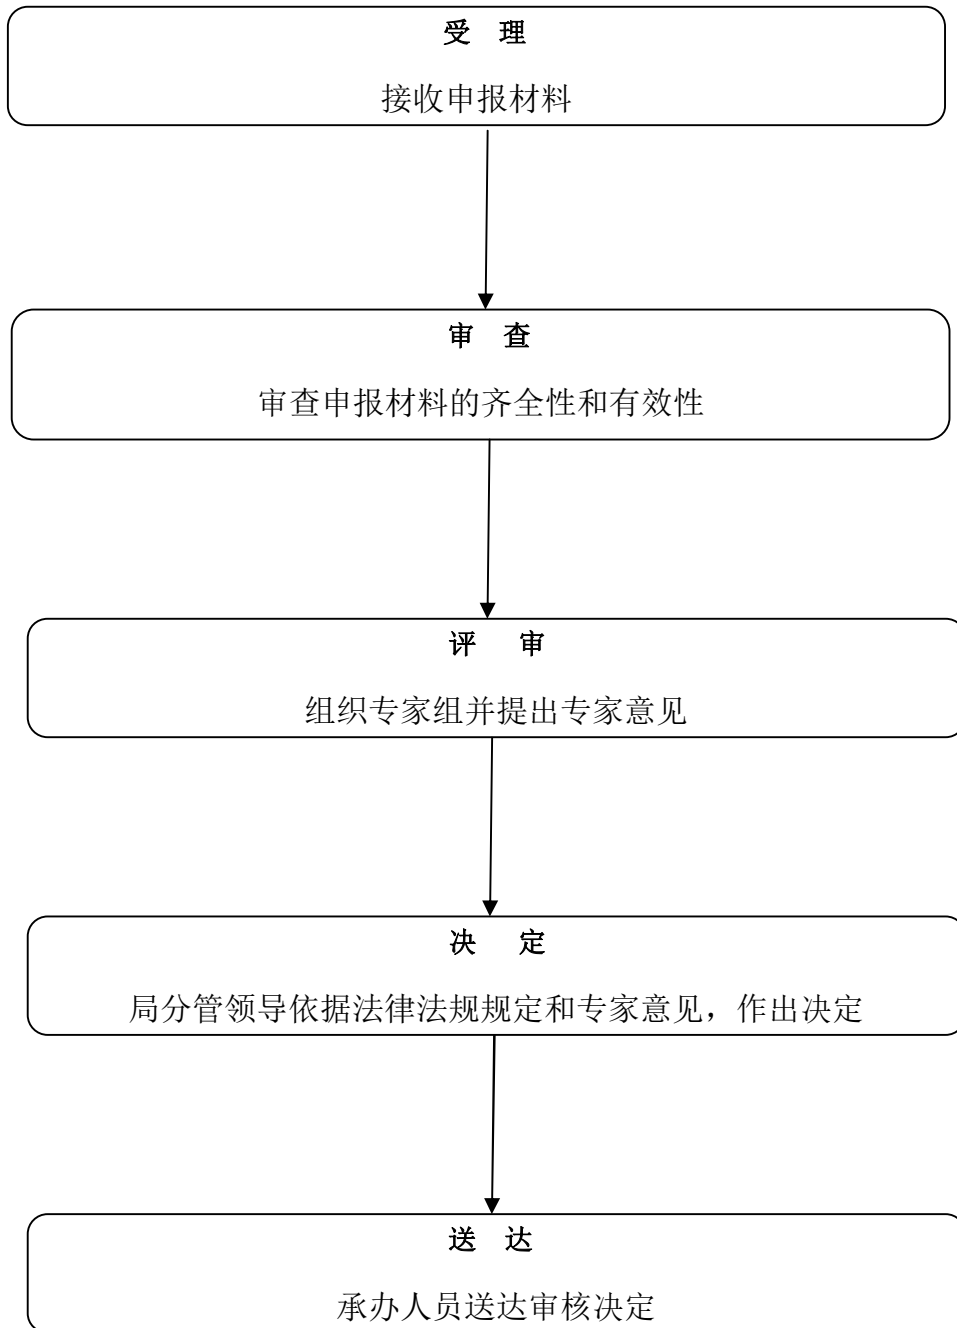 受 理
接收申报材料
审 查
审查申报材料的齐全性和有效性
评 审
组织专家组并提出专家意见
决 定
局分管领导依据法律法规规定和专家意见，作出决定
送 达
承办人员送达审核决定